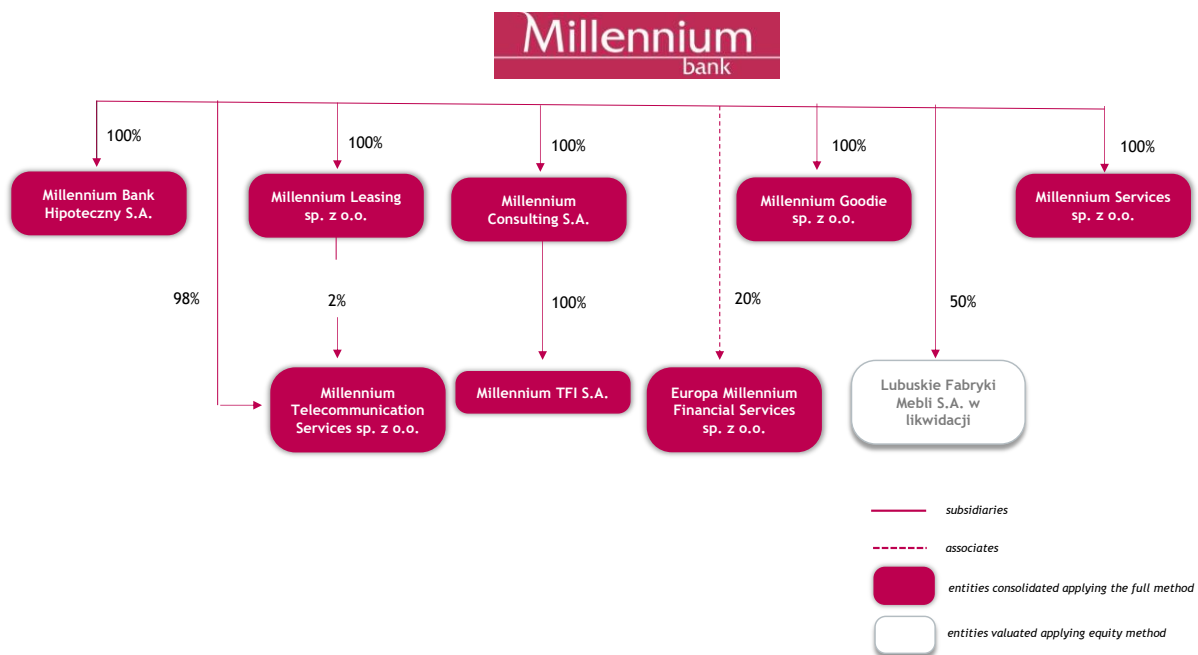 Millennium
bank
100%
100%
100%
100%
100%
Millennium Bank
Hipoteczny S.A.
Millennium Leasing
sp. z o.o.
Millennium
Consulting S.A.
Millennium Goodie
sp. z o.o.
Millennium Services
sp. z o.o.
98%
2%
100%
20%
50%
Millennium
Telecommunication
Services sp. z o.o.
Millennium TFI S.A.
Europa Millennium
Financial Services
sp. z o.o.
Lubuskie Fabryki
Mebli S.A. w
likwidacji
subsidiaries
associates
entities consolidated applying the full method
entities valuated applying equity method